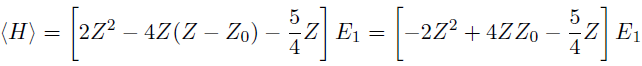 ⟨H⟩ = [2Z² − 4Z(Z − Z₀) − 5/4 Z] E₁ = [−2Z² + 4ZZ₀ − 5/4 Z] E₁